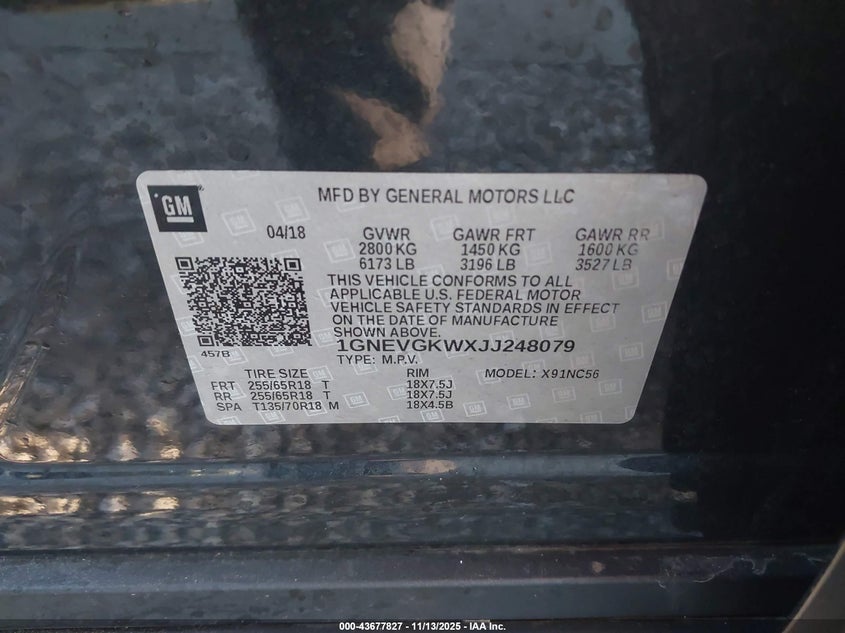 GM
MFD BY GENERAL MOTORS LLC
04/18 GVWR GAWR FRT GAWR RR
2800 KG 1450 KG 1600 KG
6173 LB 3196 LB 3527 LB
THIS VEHICLE CONFORMS TO ALL
APPLICABLE U.S. FEDERAL MOTOR
VEHICLE SAFETY STANDARDS IN EFFECT
ON THE DATE OF MANUFACTURE
SHOWN ABOVE.
457B
1GNEVGKWXJJ248079
TYPE: M.P.V.
TIRE SIZE RIM MODEL: X91NC56
FRT 255/65R18 T 18X7.5J
RR 255/65R18 T 18X7.5J
SPA T135/70R18 M 18X4.5B
000-43677827 - 11/13/2025 - IAA Inc.